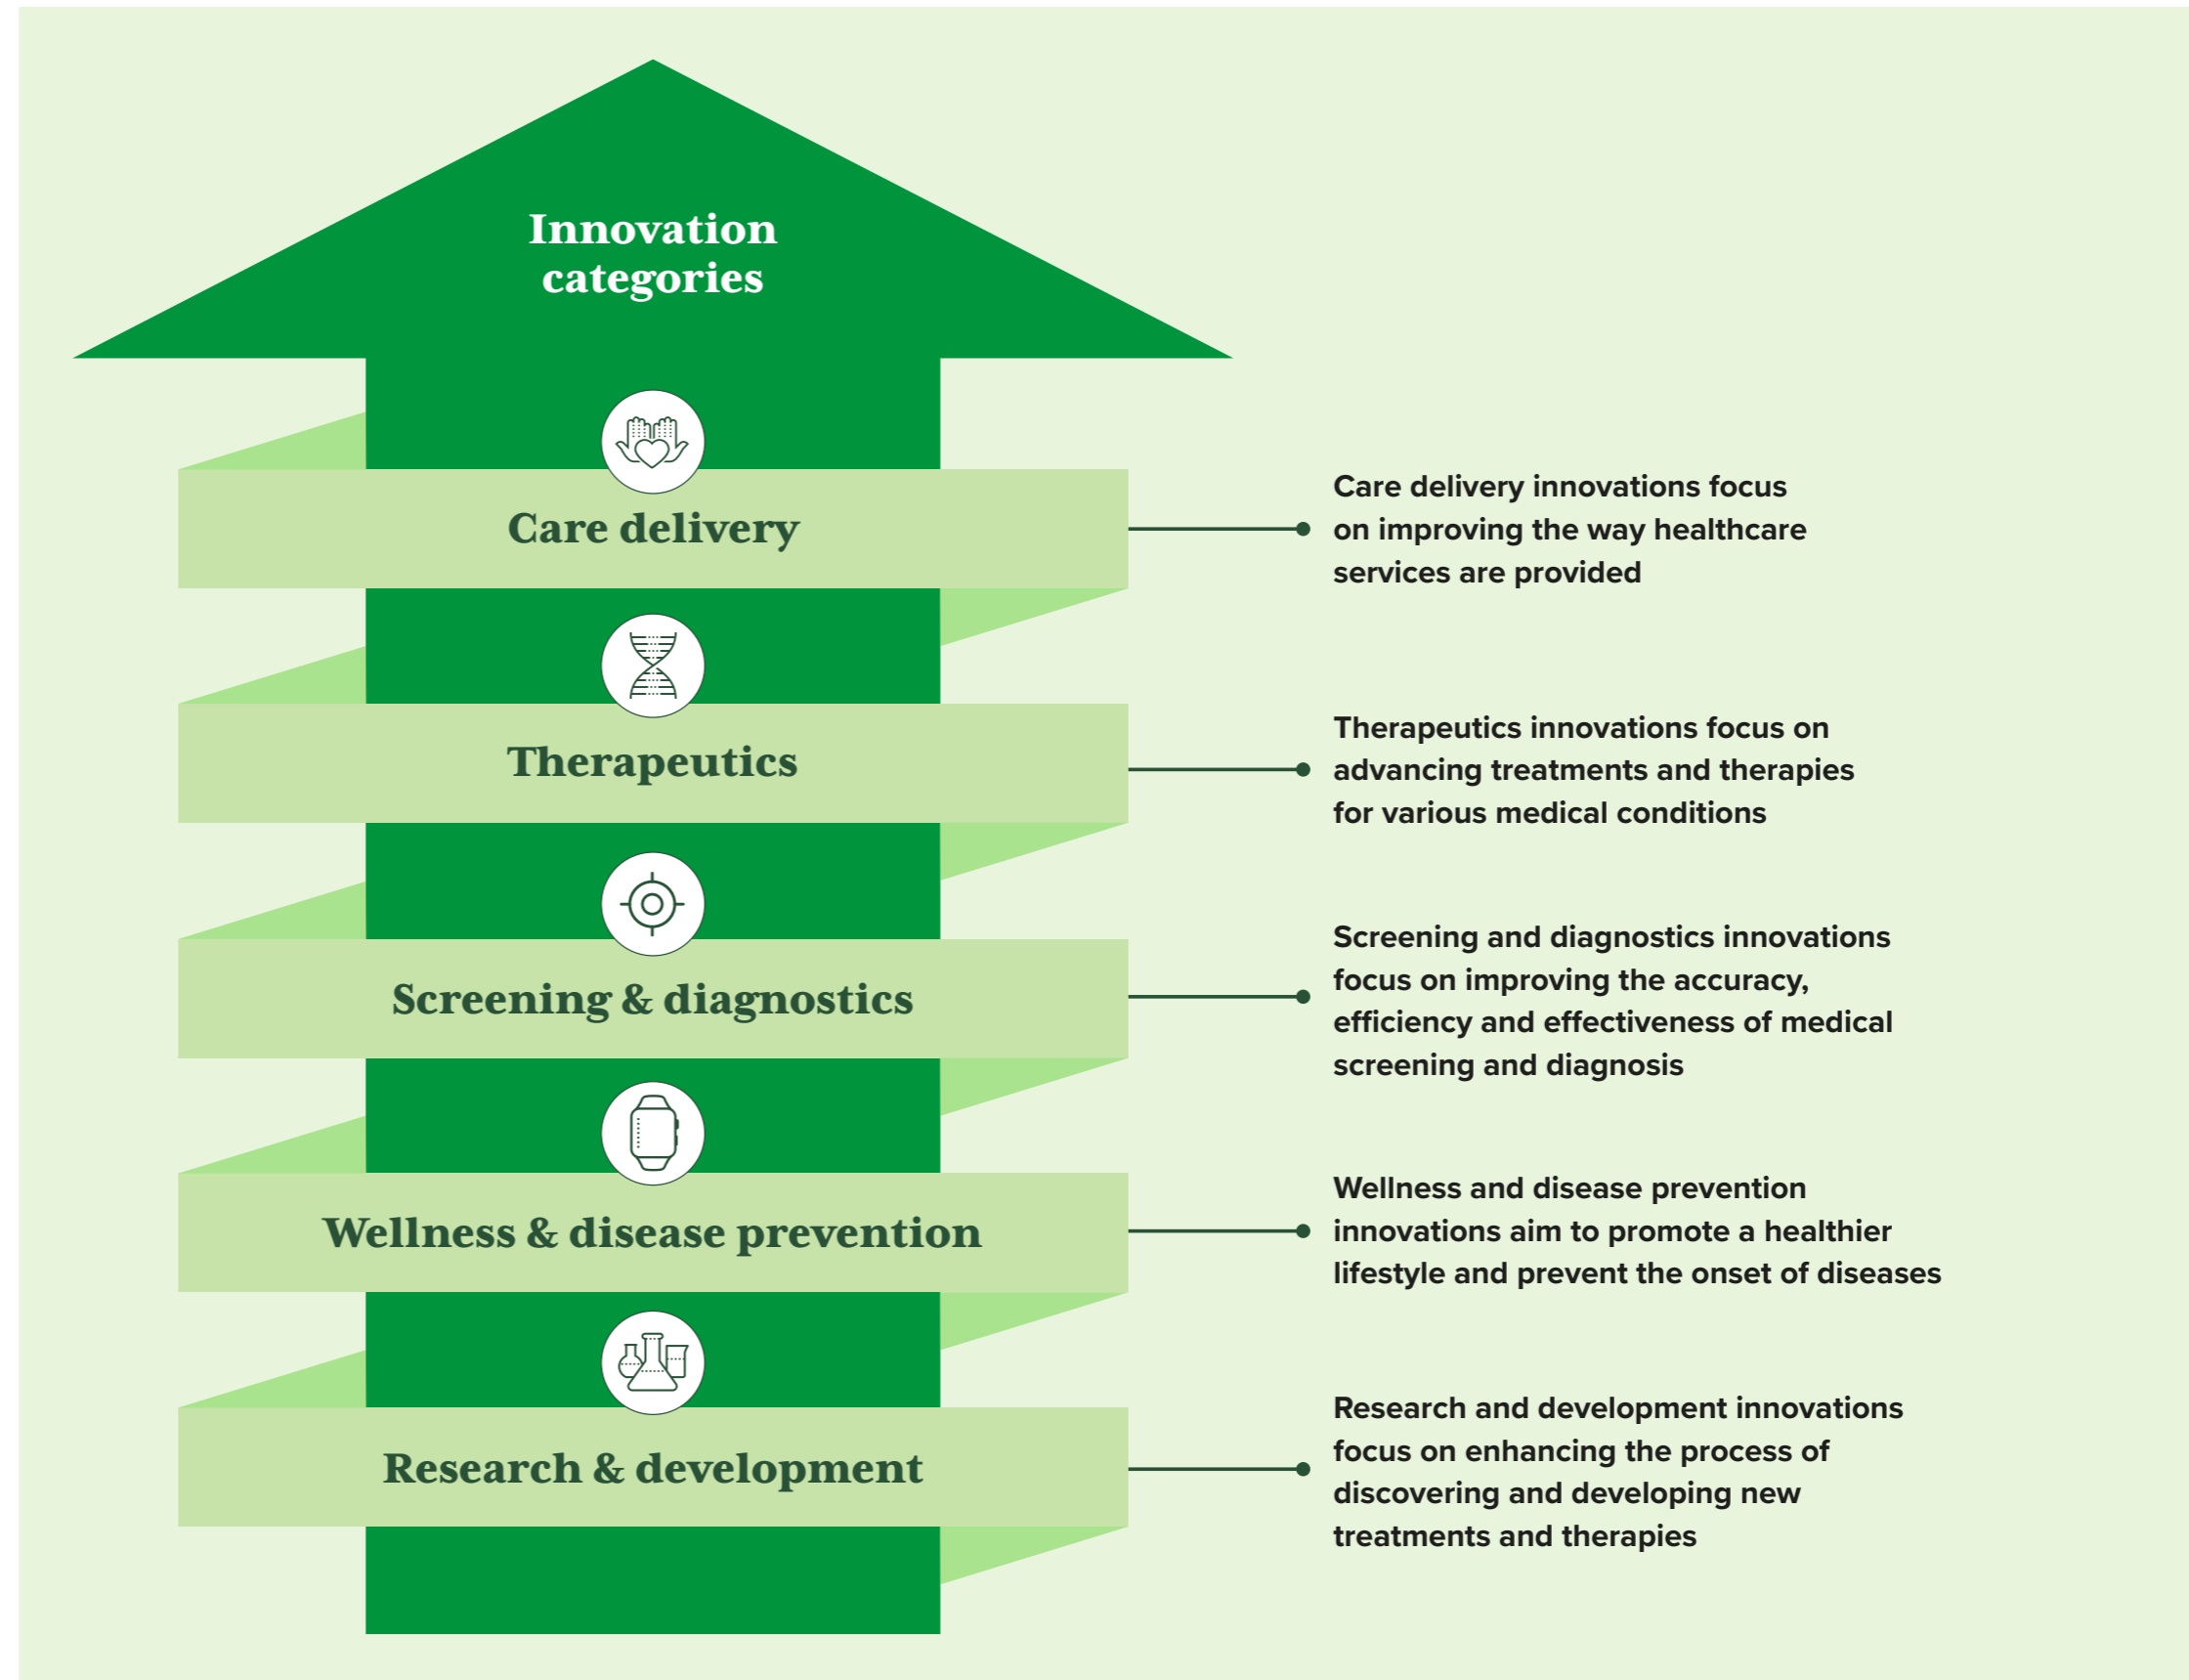 Innovation
categories
Care delivery
Care delivery innovations focus
on improving the way healthcare
services are provided
Therapeutics
Therapeutics innovations focus on
advancing treatments and therapies
for various medical conditions
Screening & diagnostics
Screening and diagnostics innovations
focus on improving the accuracy,
efficiency and effectiveness of medical
screening and diagnosis
Wellness & disease prevention
Wellness and disease prevention
innovations aim to promote a healthier
lifestyle and prevent the onset of diseases
Research & development
Research and development innovations
focus on enhancing the process of
discovering and developing new
treatments and therapies